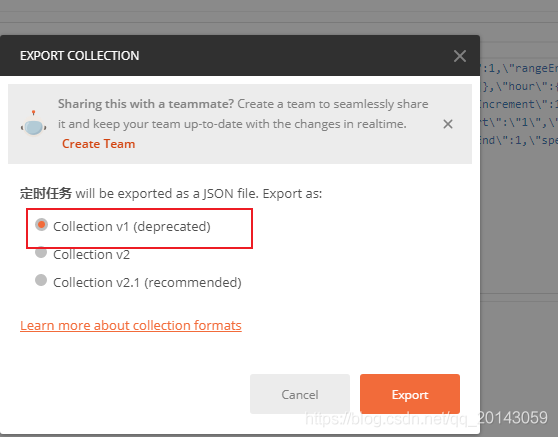 EXPORT COLLECTION
Sharing this with a teammate? Create a team to seamlessly share
it and keep your team up-to-date with the changes in realtime.
Create Team
定时任务 will be exported as a JSON file. Export as:
Collection v1 (deprecated)
Collection v2
Collection v2.1 (recommended)
Learn more about collection formats
Cancel
Export
\":1,\"rangeEn
},\"hour\":{
Increment\":1
rt\":\"1\",\"
End\":1,\"spe
https://blog.csdn.net/qq_20143059